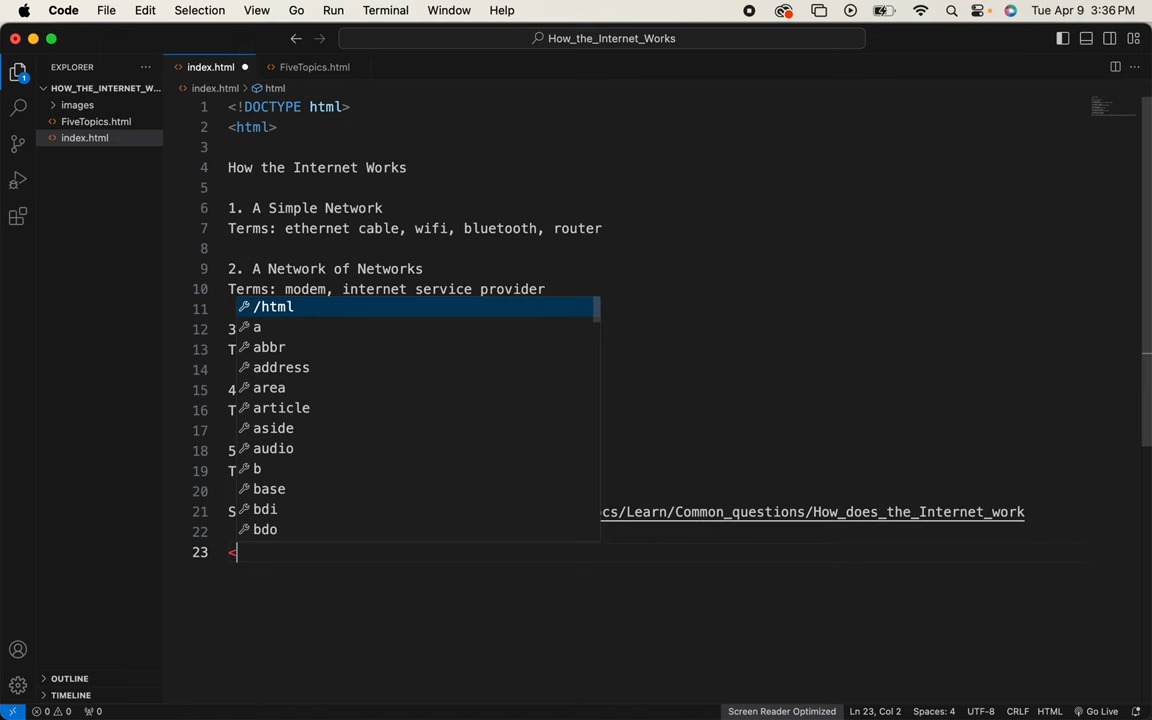 Code File Edit Selection View Go Run Terminal Window Help Tue Apr 9 3:36 PM
How_the_Internet_Works
EXPLORER
index.html
FiveTopics.html
1
HOW_THE_INTERNET_W...
index.html > html
images
FiveTopics.html
index.html
1 <!DOCTYPE html>
2 <html>
3
4 How the Internet Works
5
6 1. A Simple Network
7 Terms: ethernet cable, wifi, bluetooth, router
8
9 2. A Network of Networks
10 Terms: modem, internet service provider
11 /html
a
12 3
13 T abbr
14 address
15 4 area
16 T article
17 aside
18 5 audio
19 T b
20 base
21 S bdi cs/Learn/Common_questions/How_does_the_Internet_work
22 bdo
23 <
OUTLINE
TIMELINE
0 0 0 Screen Reader Optimized Ln 23, Col 2 Spaces: 4 UTF-8 CRLF HTML Go Live